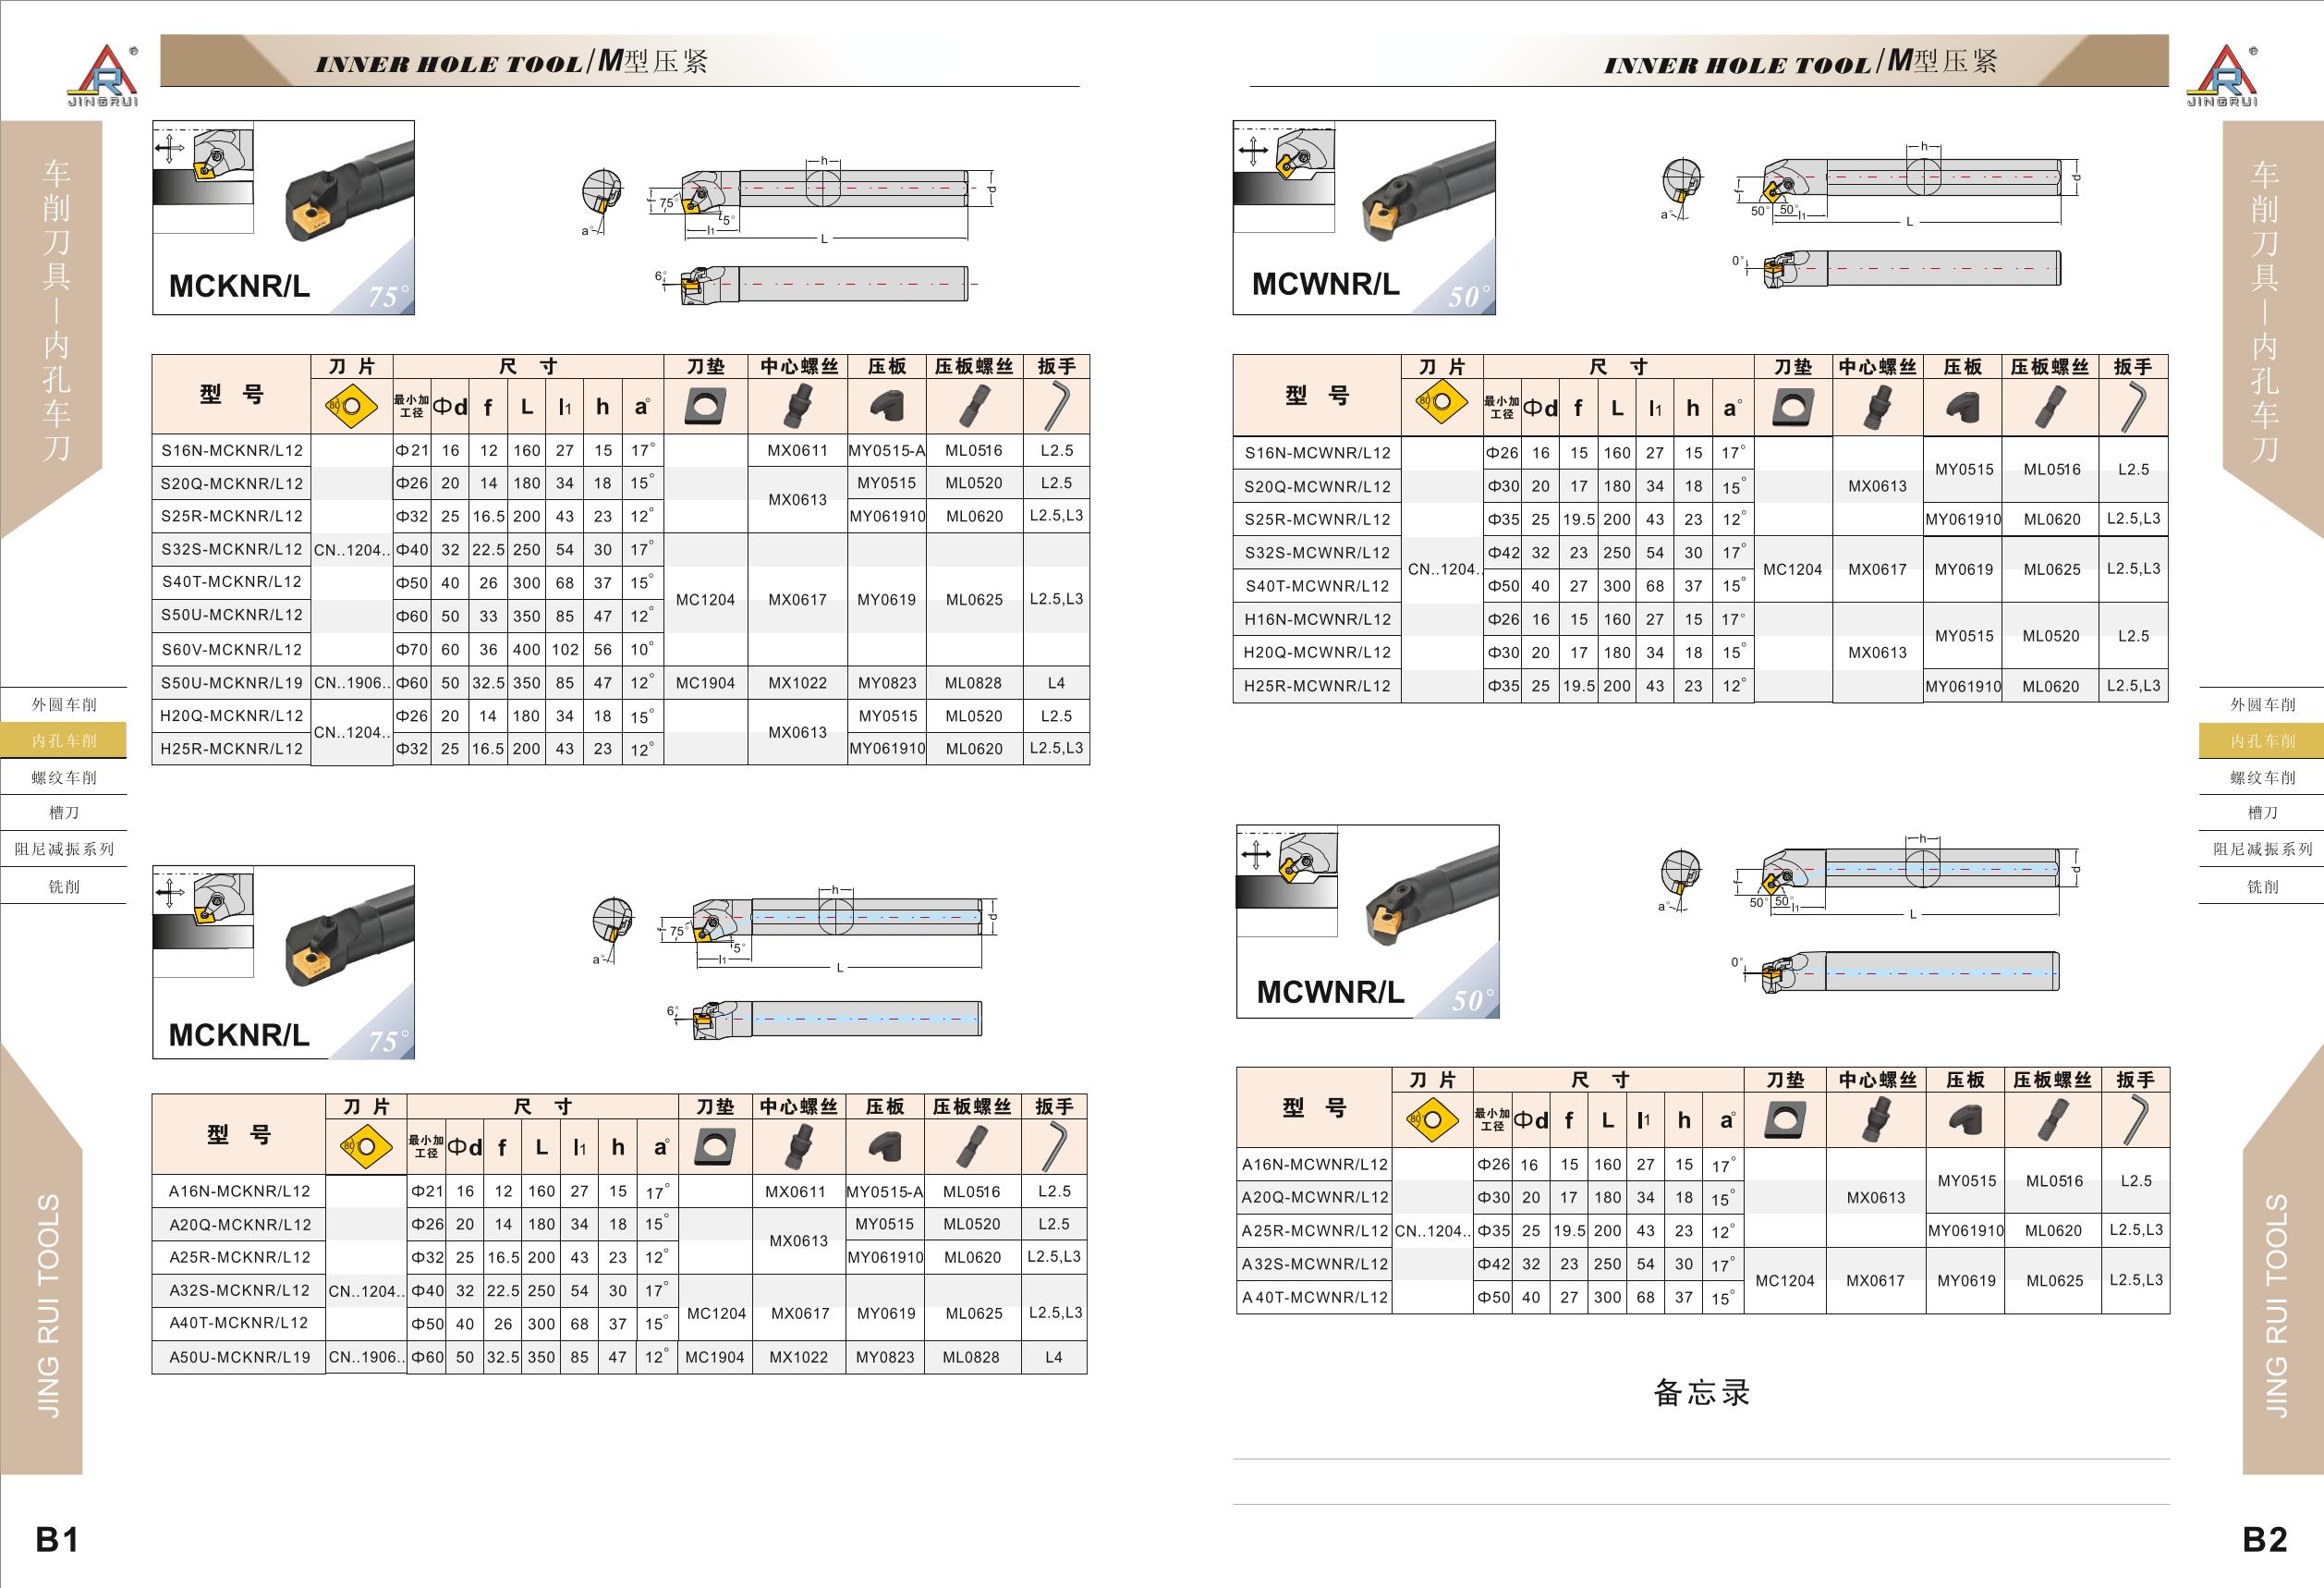 INNER HOLE TOOL/M型压紧
JINGRUI
车削刀具—内孔车刀
外圆车削
内孔车削
螺纹车削
槽刀
阻尼减振系列
铣削
JING RUI TOOLS
B1
MCKNR/L
75°
a° f 75° 5° l1 L h d
6°
型 号 刀 片 尺 寸 刀垫 中心螺丝 压板 压板螺丝 扳手
80° 最小加工径 Φd f L l1 h a°
S16N-MCKNR/L12 Φ21 16 12 160 27 15 17° MX0611 MY0515-A ML0516 L2.5
S20Q-MCKNR/L12 Φ26 20 14 180 34 18 15° MX0613 MY0515 ML0520 L2.5
S25R-MCKNR/L12 Φ32 25 16.5 200 43 23 12° MY061910 ML0620 L2.5,L3
S32S-MCKNR/L12 CN..1204.. Φ40 32 22.5 250 54 30 17°
S40T-MCKNR/L12 Φ50 40 26 300 68 37 15°
S50U-MCKNR/L12 Φ60 50 33 350 85 47 12° MC1204 MX0617 MY0619 ML0625 L2.5,L3
S60V-MCKNR/L12 Φ70 60 36 400 102 56 10°
S50U-MCKNR/L19 CN..1906.. Φ60 50 32.5 350 85 47 12° MC1904 MX1022 MY0823 ML0828 L4
H20Q-MCKNR/L12 CN..1204.. Φ26 20 14 180 34 18 15° MX0613 MY0515 ML0520 L2.5
H25R-MCKNR/L12 Φ32 25 16.5 200 43 23 12° MY061910 ML0620 L2.5,L3
MCKNR/L
75°
a° f 75° 5° l1 L h d
6°
型 号 刀 片 尺 寸 刀垫 中心螺丝 压板 压板螺丝 扳手
80° 最小加工径 Φd f L l1 h a°
A16N-MCKNR/L12 Φ21 16 12 160 27 15 17° MX0611 MY0515-A ML0516 L2.5
A20Q-MCKNR/L12 Φ26 20 14 180 34 18 15° MX0613 MY0515 ML0520 L2.5
A25R-MCKNR/L12 Φ32 25 16.5 200 43 23 12° MY061910 ML0620 L2.5,L3
A32S-MCKNR/L12 CN..1204.. Φ40 32 22.5 250 54 30 17° MC1204 MX0617 MY0619 ML0625 L2.5,L3
A40T-MCKNR/L12 Φ50 40 26 300 68 37 15°
A50U-MCKNR/L19 CN..1906.. Φ60 50 32.5 350 85 47 12° MC1904 MX1022 MY0823 ML0828 L4
INNER HOLE TOOL/M型压紧
JINGRUI
MCWNR/L
50°
a° f 50° 50° l1 L h d
0°
型 号 刀 片 尺 寸 刀垫 中心螺丝 压板 压板螺丝 扳手
80° 最小加工径 Φd f L l1 h a°
S16N-MCWNR/L12 Φ26 16 15 160 27 15 17° MY0515 ML0516 L2.5
S20Q-MCWNR/L12 Φ30 20 17 180 34 18 15° MX0613
S25R-MCWNR/L12 Φ35 25 19.5 200 43 23 12° MY061910 ML0620 L2.5,L3
S32S-MCWNR/L12 CN..1204.. Φ42 32 23 250 54 30 17° MC1204 MX0617 MY0619 ML0625 L2.5,L3
S40T-MCWNR/L12 Φ50 40 27 300 68 37 15°
H16N-MCWNR/L12 Φ26 16 15 160 27 15 17° MY0515 ML0520 L2.5
H20Q-MCWNR/L12 Φ30 20 17 180 34 18 15° MX0613
H25R-MCWNR/L12 Φ35 25 19.5 200 43 23 12° MY061910 ML0620 L2.5,L3
MCWNR/L
50°
a° f 50° 50° l1 L h d
0°
型 号 刀 片 尺 寸 刀垫 中心螺丝 压板 压板螺丝 扳手
80° 最小加工径 Φd f L l1 h a°
A16N-MCWNR/L12 Φ26 16 15 160 27 15 17° MY0515 ML0516 L2.5
A20Q-MCWNR/L12 Φ30 20 17 180 34 18 15° MX0613
A25R-MCWNR/L12 CN..1204.. Φ35 25 19.5 200 43 23 12° MY061910 ML0620 L2.5,L3
A32S-MCWNR/L12 Φ42 32 23 250 54 30 17° MC1204 MX0617 MY0619 ML0625 L2.5,L3
A40T-MCWNR/L12 Φ50 40 27 300 68 37 15°
备忘录
车削刀具—内孔车刀
外圆车削
内孔车削
螺纹车削
槽刀
阻尼减振系列
铣削
JING RUI TOOLS
B2